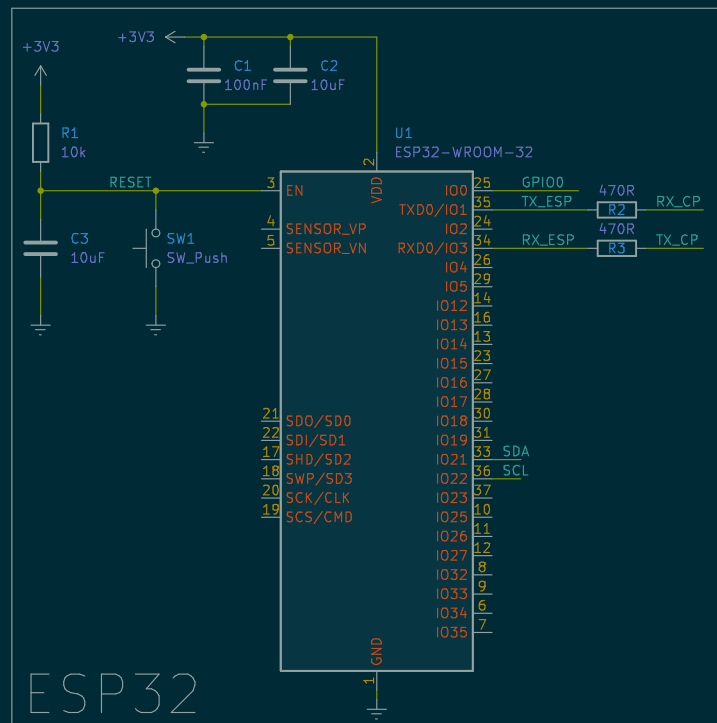 +3V3
+3V3
C1
100nF
C2
10uF
R1
10k
U1
ESP32-WROOM-32
2
VDD
RESET
3
EN
4
SENSOR_VP
5
SENSOR_VN
C3
10uF
SW1
SW_Push
IO0
25
GPIO0
470R
TXD0/IO1
35
TX_ESP
R2
RX_CP
IO2
24
470R
RXD0/IO3
34
RX_ESP
R3
TX_CP
IO4
26
IO5
29
IO12
14
IO13
16
IO14
13
IO15
23
IO16
27
IO17
28
21
SDO/SD0
IO18
30
22
SDI/SD1
IO19
31
17
SHD/SD2
IO21
33
SDA
18
SWP/SD3
IO22
36
SCL
20
SCK/CLK
IO23
37
19
SCS/CMD
IO25
10
IO26
11
IO27
12
IO32
8
IO33
9
IO34
6
IO35
7
GND
1
ESP32